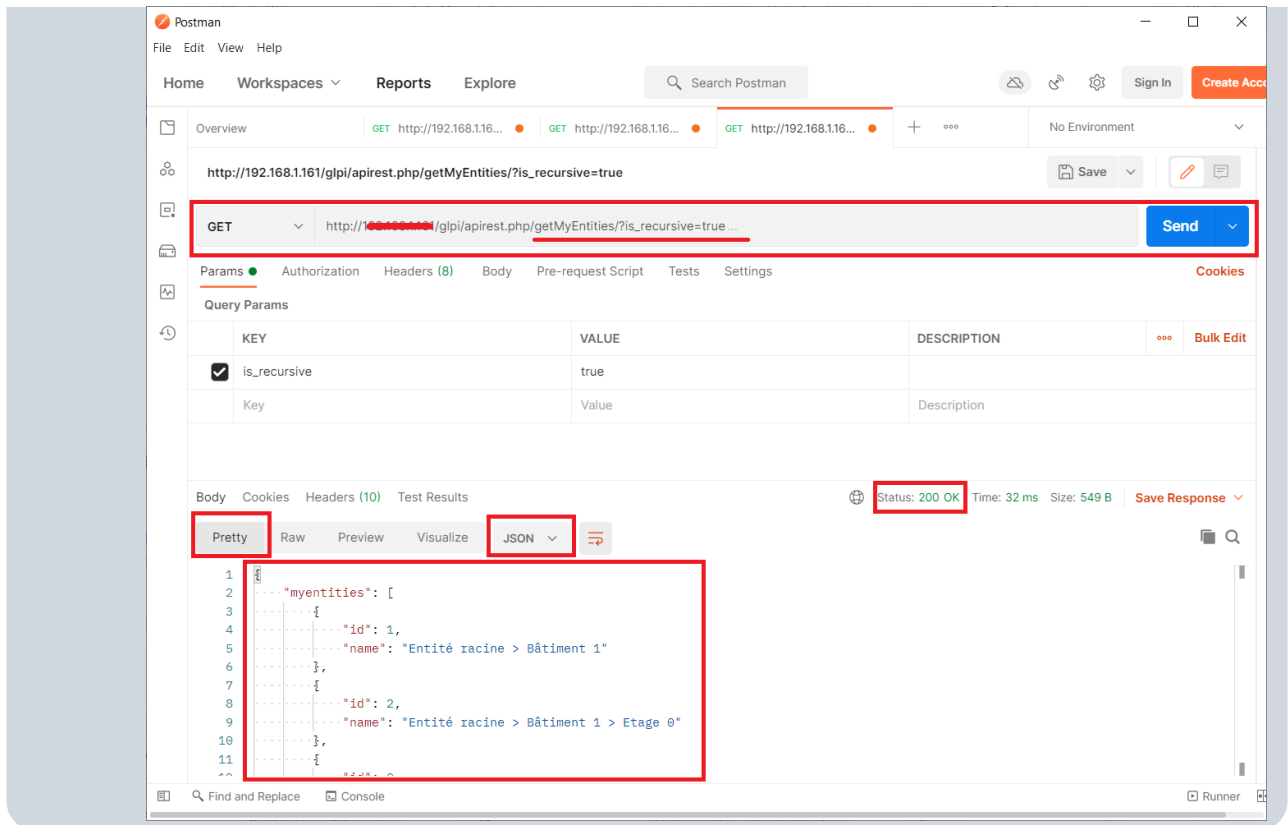 Postman
File Edit View Help
Home Workspaces Reports Explore Search Postman Sign In Create Acco
Overview GET http://192.168.1.16... GET http://192.168.1.16... GET http://192.168.1.16... No Environment
http://192.168.1.161/glpi/apirest.php/getMyEntities/?is_recursive=true Save
GET http://1 /glpi/apirest.php/getMyEntities/?is_recursive=true ... Send
Params Authorization Headers (8) Body Pre-request Script Tests Settings Cookies
Query Params
KEY VALUE DESCRIPTION Bulk Edit
is_recursive true
Key Value Description
Body Cookies Headers (10) Test Results Status: 200 OK Time: 32 ms Size: 549 B Save Response
Pretty Raw Preview Visualize JSON
1 {
2 "myentities": [
3 {
4 "id": 1,
5 "name": "Entité racine > Bâtiment 1"
6 },
7 {
8 "id": 2,
9 "name": "Entité racine > Bâtiment 1 > Etage 0"
10 },
11 {
Find and Replace Console Runner